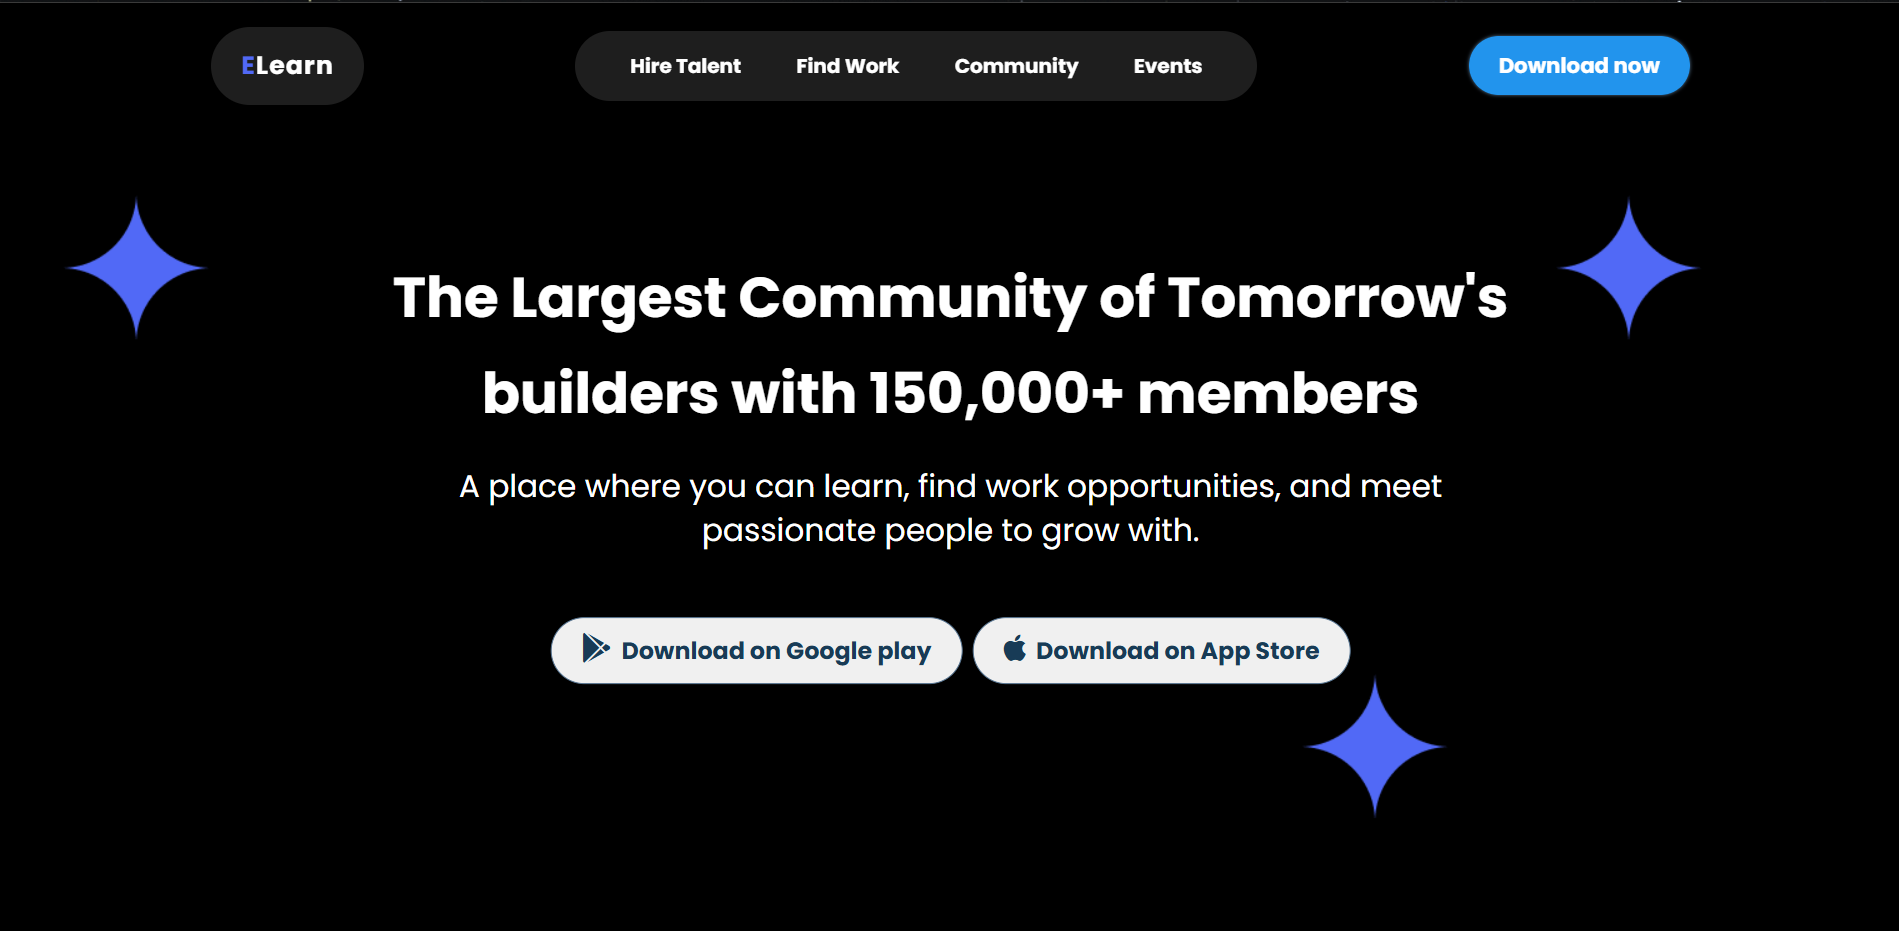 ELearn
Hire Talent
Find Work
Community
Events
Download now
The Largest Community of Tomorrow's
builders with 150,000+ members
A place where you can learn, find work opportunities, and meet
passionate people to grow with.
Download on Google play
Download on App Store